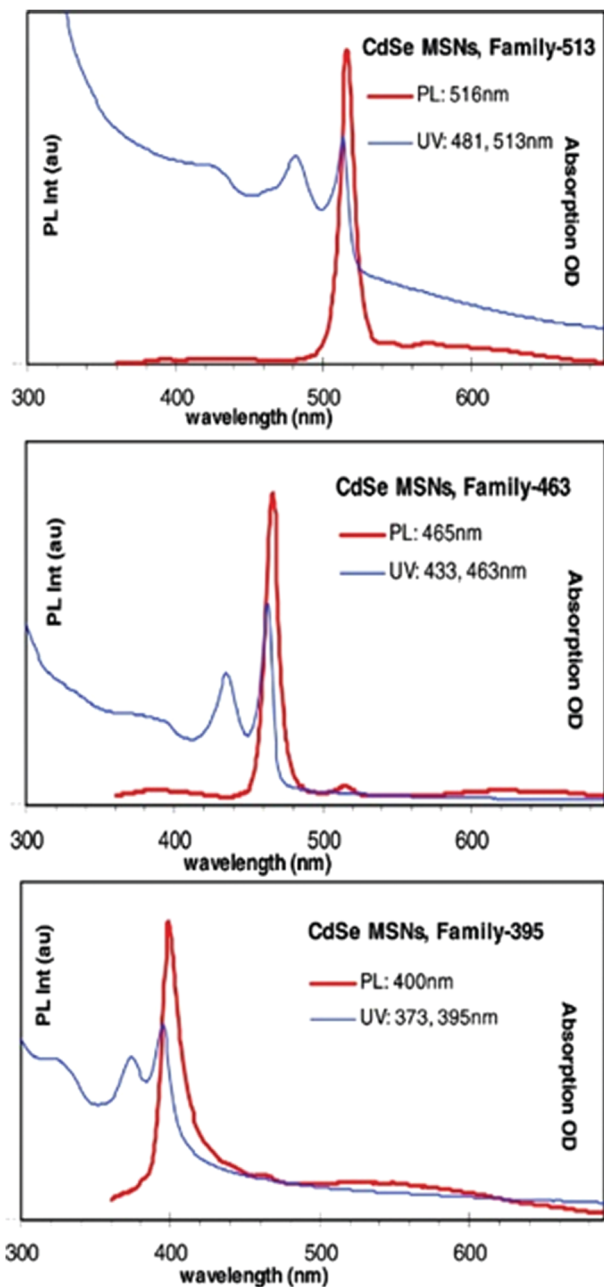 CdSe MSNs, Family-513
PL: 516nm
UV: 481, 513nm
PL Int (au)
Absorption OD
300 400 500 600
wavelength (nm)
CdSe MSNs, Family-463
PL: 465nm
UV: 433, 463nm
PL Int (au)
Absorption OD
300 400 500 600
wavelength (nm)
CdSe MSNs, Family-395
PL: 400nm
UV: 373, 395nm
PL Int (au)
Absorption OD
300 400 500 600
wavelength (nm)